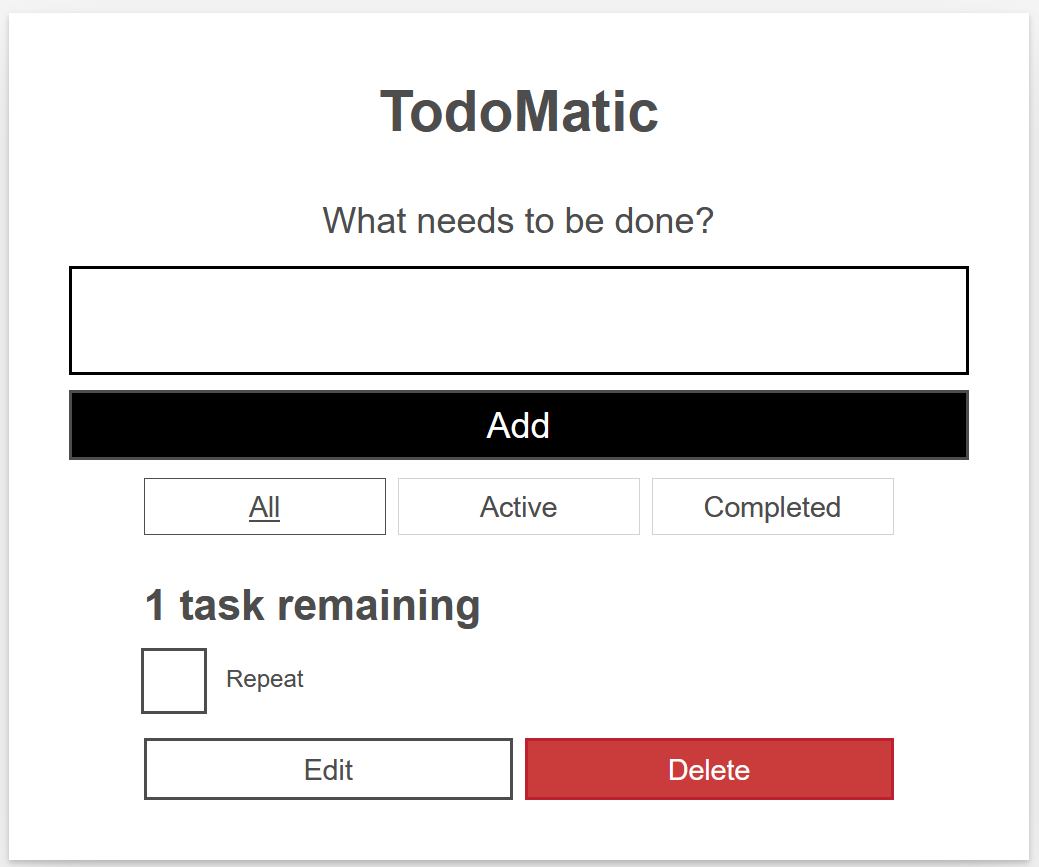 TodoMatic
What needs to be done?
Add
All Active Completed
1 task remaining
Repeat
Edit Delete